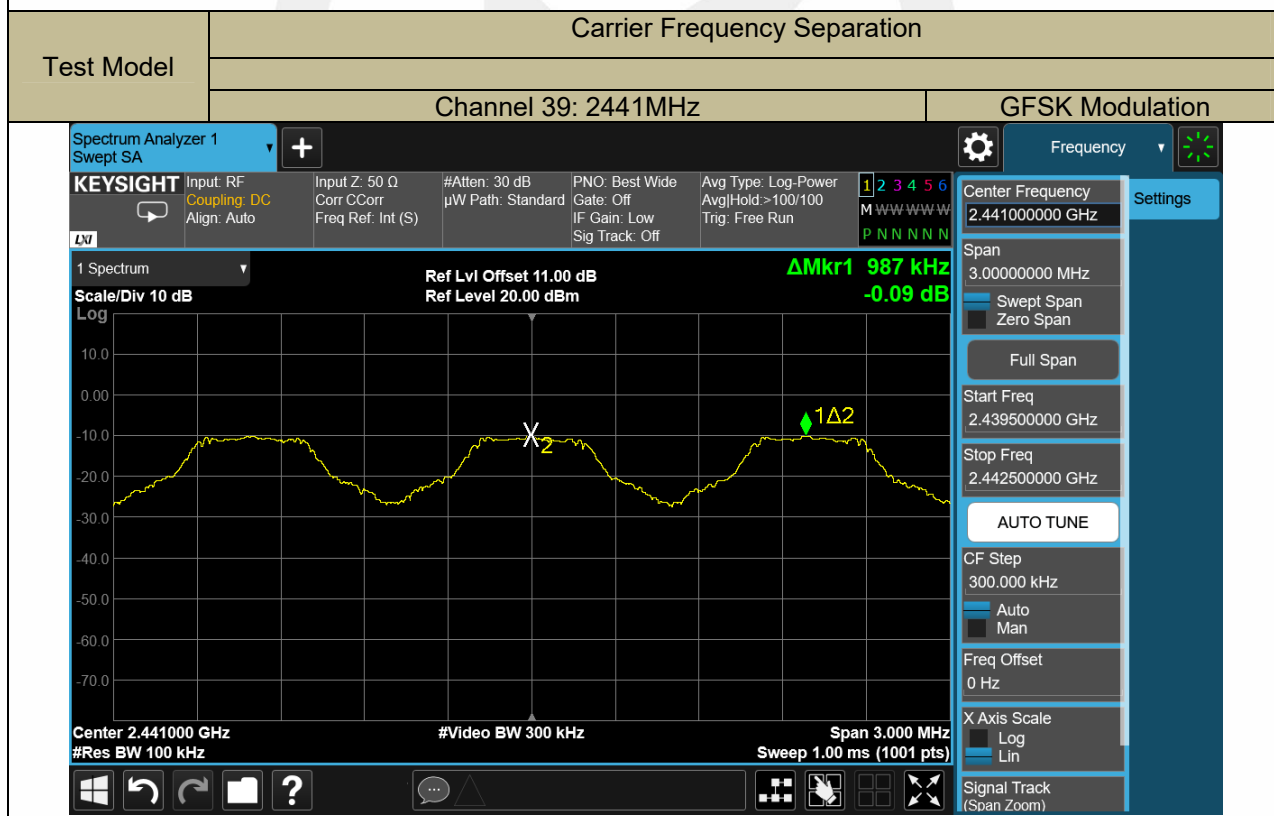 Carrier Frequency Separation
Test Model
Channel 39: 2441MHz
GFSK Modulation
Spectrum Analyzer 1
Swept SA
Frequency
KEYSIGHT
Input: RF
Coupling: DC
Align: Auto
Input Z: 50 Ω
Corr CCorr
Freq Ref: Int (S)
#Atten: 30 dB
µW Path: Standard
PNO: Best Wide
Gate: Off
IF Gain: Low
Sig Track: Off
Avg Type: Log-Power
Avg|Hold:>100/100
Trig: Free Run
1 2 3 4 5 6
M W W W W W
P N N N N N
LXI
1 Spectrum
Scale/Div 10 dB
Log
Ref Lvl Offset 11.00 dB
Ref Level 20.00 dBm
ΔMkr1 987 kHz
-0.09 dB
10.0
0.00
-10.0
-20.0
-30.0
-40.0
-50.0
-60.0
-70.0
2
1Δ2
Center 2.441000 GHz
#Res BW 100 kHz
#Video BW 300 kHz
Span 3.000 MHz
Sweep 1.00 ms (1001 pts)
Center Frequency
2.441000000 GHz
Settings
Span
3.00000000 MHz
Swept Span
Zero Span
Full Span
Start Freq
2.439500000 GHz
Stop Freq
2.442500000 GHz
AUTO TUNE
CF Step
300.000 kHz
Auto
Man
Freq Offset
0 Hz
X Axis Scale
Log
Lin
Signal Track
(Span Zoom)
?